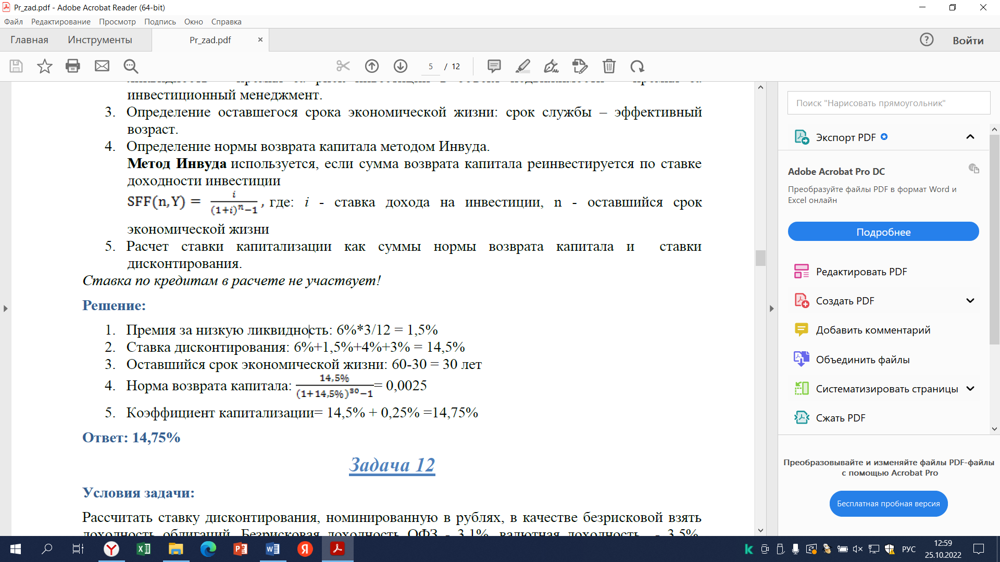 Pr_zad.pdf - Adobe Acrobat Reader (64-bit)
Файл Редактирование Просмотр Подпись Окно Справка
Главная Инструменты Pr_zad.pdf × Войти
5 / 12
инвестиционный менеджмент.
3. Определение оставшегося срока экономической жизни: срок службы – эффективный
возраст.
4. Определение нормы возврата капитала методом Инвуда.
Метод Инвуда используется, если сумма возврата капитала реинвестируется по ставке
доходности инвестиции
SFF(n,Y) = i / ((1+i)^n−1), где: i - ставка дохода на инвестиции, n - оставшийся срок
экономической жизни
5. Расчет ставки капитализации как суммы нормы возврата капитала и ставки
дисконтирования.
Ставка по кредитам в расчете не участвует!
Решение:
1. Премия за низкую ликвидность: 6%*3/12 = 1,5%
2. Ставка дисконтирования: 6%+1,5%+4%+3% = 14,5%
3. Оставшийся срок экономической жизни: 60-30 = 30 лет
4. Норма возврата капитала: 14,5% / ((1+14,5%)^30−1) = 0,0025
5. Коэффициент капитализации= 14,5% + 0,25% =14,75%
Ответ: 14,75%
Задача 12
Условия задачи:
Рассчитать ставку дисконтирования, номинированную в рублях, в качестве безрисковой взять
доходность облигаций. Безрисковая доходность ОФЗ - 3,1%, валютная доходность - 3,5%,
Поиск "Нарисовать прямоугольник"
Экспорт PDF
Adobe Acrobat Pro DC
Преобразуйте файлы PDF в формат Word и
Excel онлайн
Подробнее
Редактировать PDF
Создать PDF
Добавить комментарий
Объединить файлы
Систематизировать страницы
Сжать PDF
Преобразовывайте и изменяйте файлы PDF-файлы
с помощью Acrobat Pro
Бесплатная пробная версия
РУС
12:59
25.10.2022